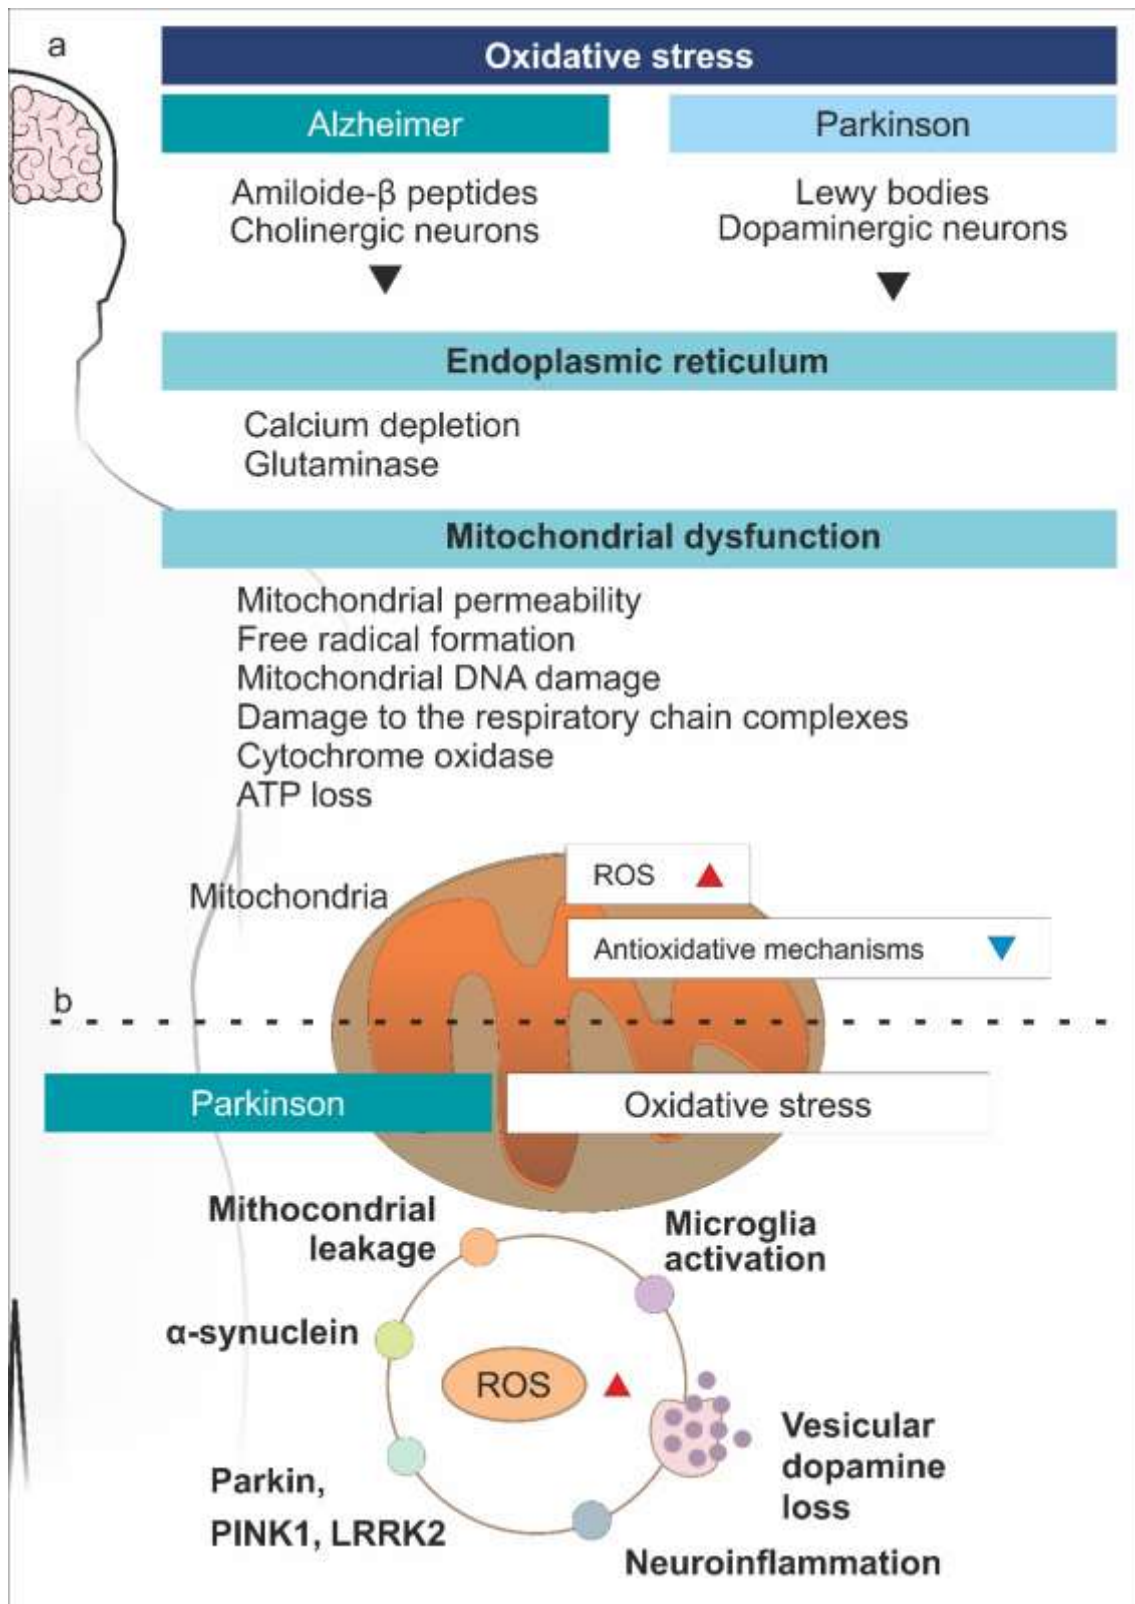 a
Oxidative stress
Alzheimer
Parkinson
Amiloide-β peptides
Cholinergic neurons
Lewy bodies
Dopaminergic neurons
Endoplasmic reticulum
Calcium depletion
Glutaminase
Mitochondrial dysfunction
Mitochondrial permeability
Free radical formation
Mitochondrial DNA damage
Damage to the respiratory chain complexes
Cytochrome oxidase
ATP loss
Mitochondria
ROS
Antioxidative mechanisms
b
Parkinson
Oxidative stress
Mithocondrial
leakage
Microglia
activation
α-synuclein
ROS
Vesicular
dopamine
loss
Parkin,
PINK1, LRRK2
Neuroinflammation